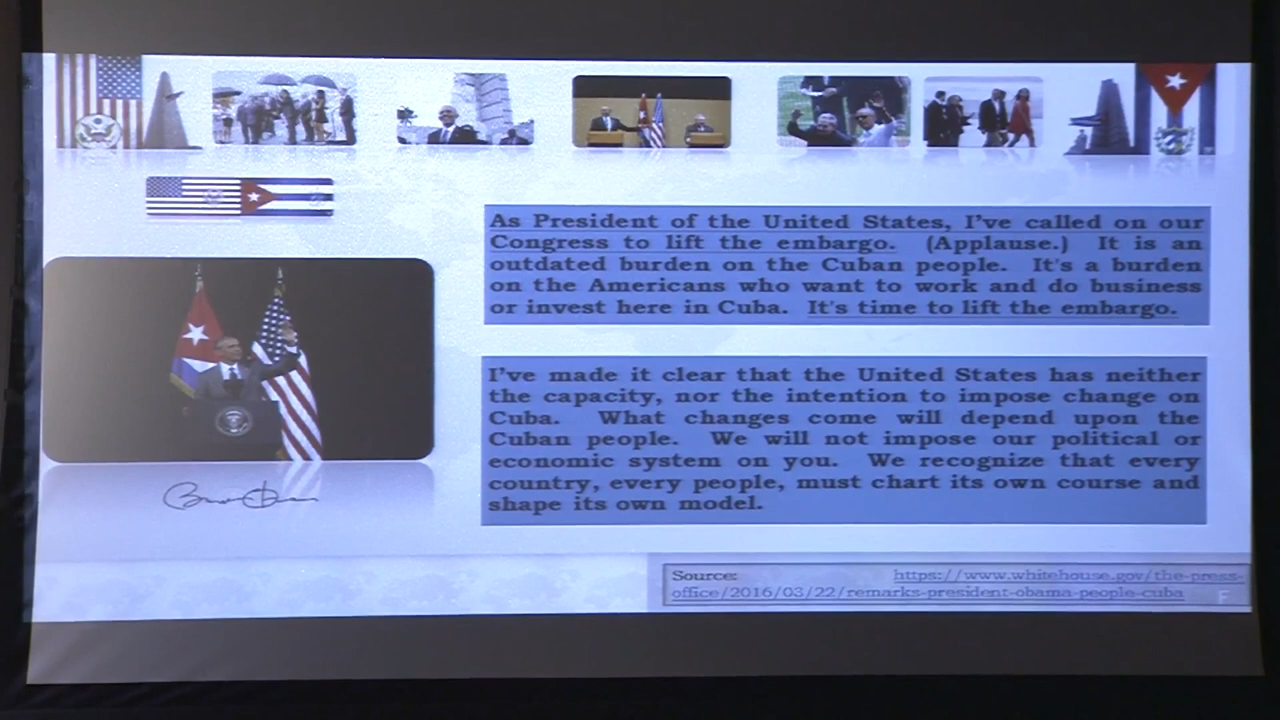 As President of the United States, I've called on our
Congress to lift the embargo. (Applause.) It is an
outdated burden on the Cuban people. It's a burden
on the Americans who want to work and do business
or invest here in Cuba. It's time to lift the embargo.
I've made it clear that the United States has neither
the capacity, nor the intention to impose change on
Cuba. What changes come will depend upon the
Cuban people. We will not impose our political or
economic system on you. We recognize that every
country, every people, must chart its own course and
shape its own model.
Source: https://www.whitehouse.gov/the-press-
office/2016/03/22/remarks-president-obama-people-cuba